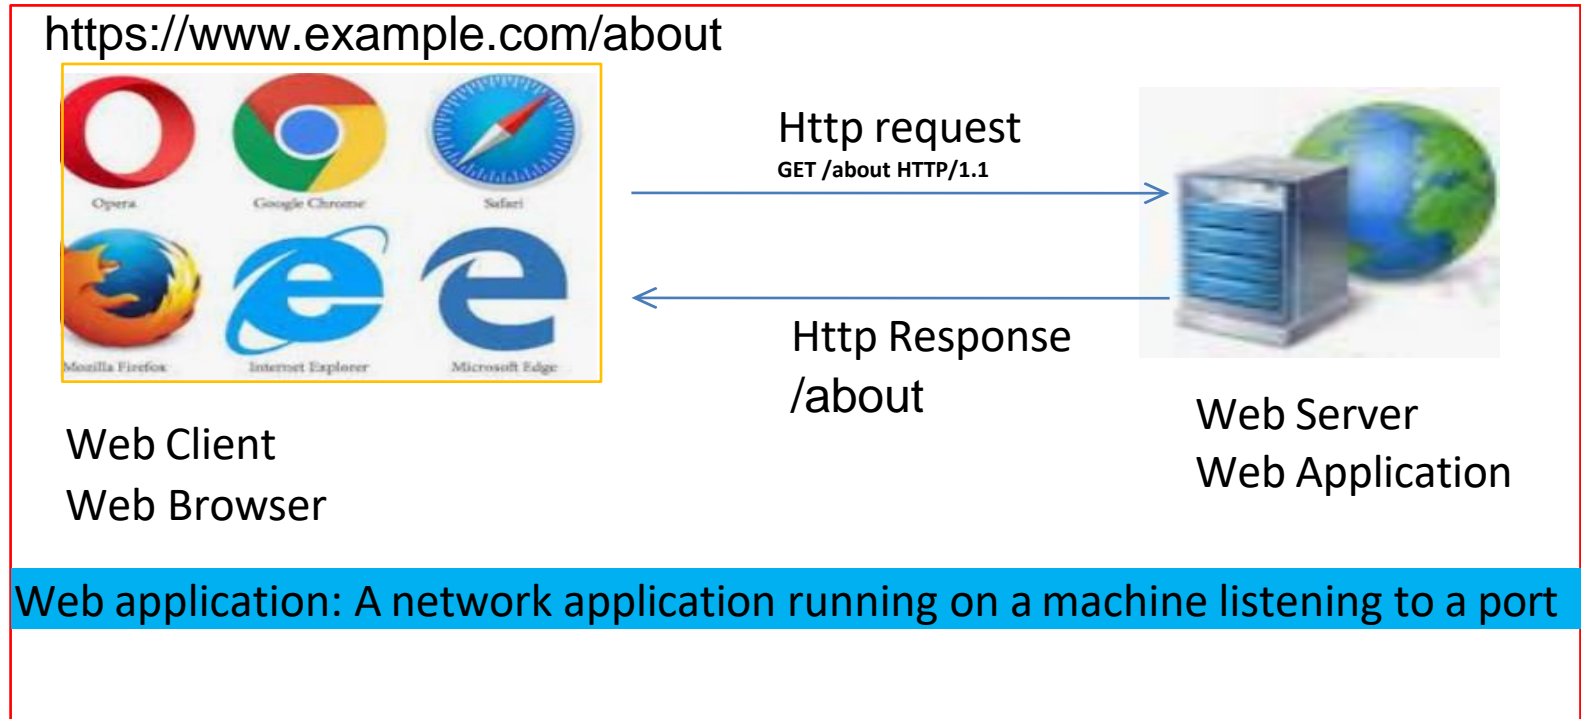 https://www.example.com/about
Opera
Google Chrome
Safari
Mozilla Firefox
Internet Explorer
Microsoft Edge
Http request
GET /about HTTP/1.1
Http Response
/about
Web Client
Web Browser
Web Server
Web Application
Web application: A network application running on a machine listening to a port